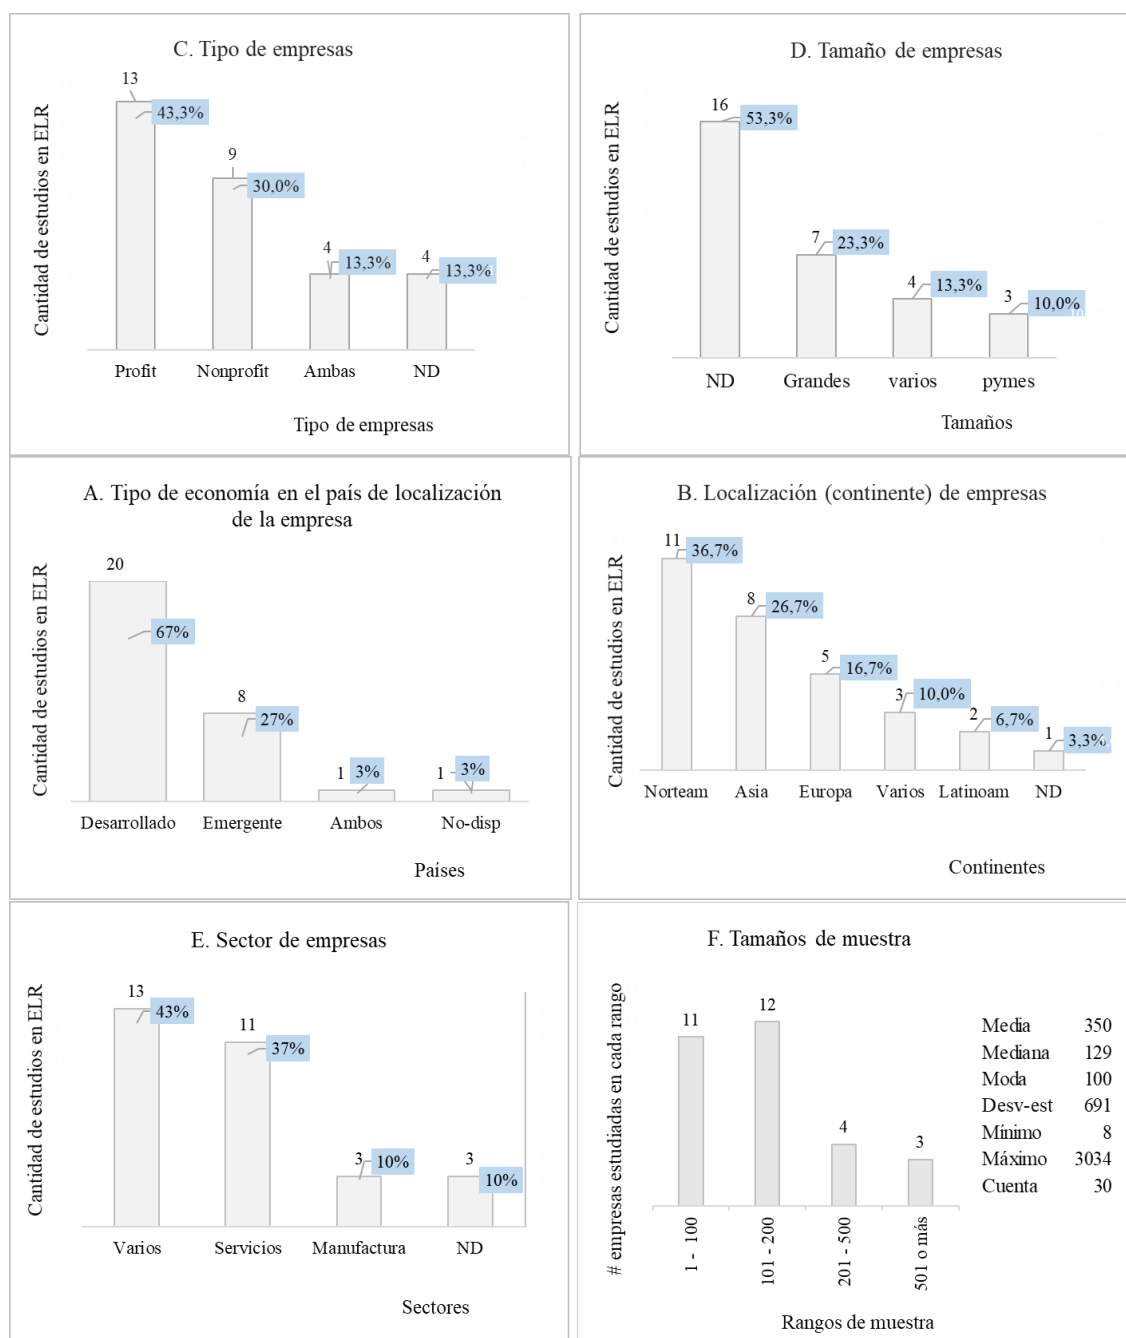 C. Tipo de empresas
Cantidad de estudios en ELR
13
43,3%
9
30,0%
4
13,3%
4
13,3%
Profit Nonprofit Ambas ND
Tipo de empresas
D. Tamaño de empresas
Cantidad de estudios en ELR
16
53,3%
7
23,3%
4
13,3%
3
10,0%
ND Grandes varios pymes
Tamaños
A. Tipo de economía en el país de localización
de la empresa
Cantidad de estudios en ELR
20
67%
8
27%
1 3%
1 3%
Desarrollado Emergente Ambos No-disp
Países
B. Localización (continente) de empresas
Cantidad de estudios en ELR
11
36,7%
8
26,7%
5
16,7%
3
10,0%
2
6,7%
1
3,3%
Norteam Asia Europa Varios Latinoam ND
Continentes
E. Sector de empresas
Cantidad de estudios en ELR
13
43%
11
37%
3 10%
3
10%
Varios Servicios Manufactura ND
Sectores
F. Tamaños de muestra
# empresas estudiadas en cada rango
11
12
4
3
1 - 100
101 - 200
201 - 500
501 o más
Rangos de muestra
Media 350
Mediana 129
Moda 100
Desv-est 691
Mínimo 8
Máximo 3034
Cuenta 30